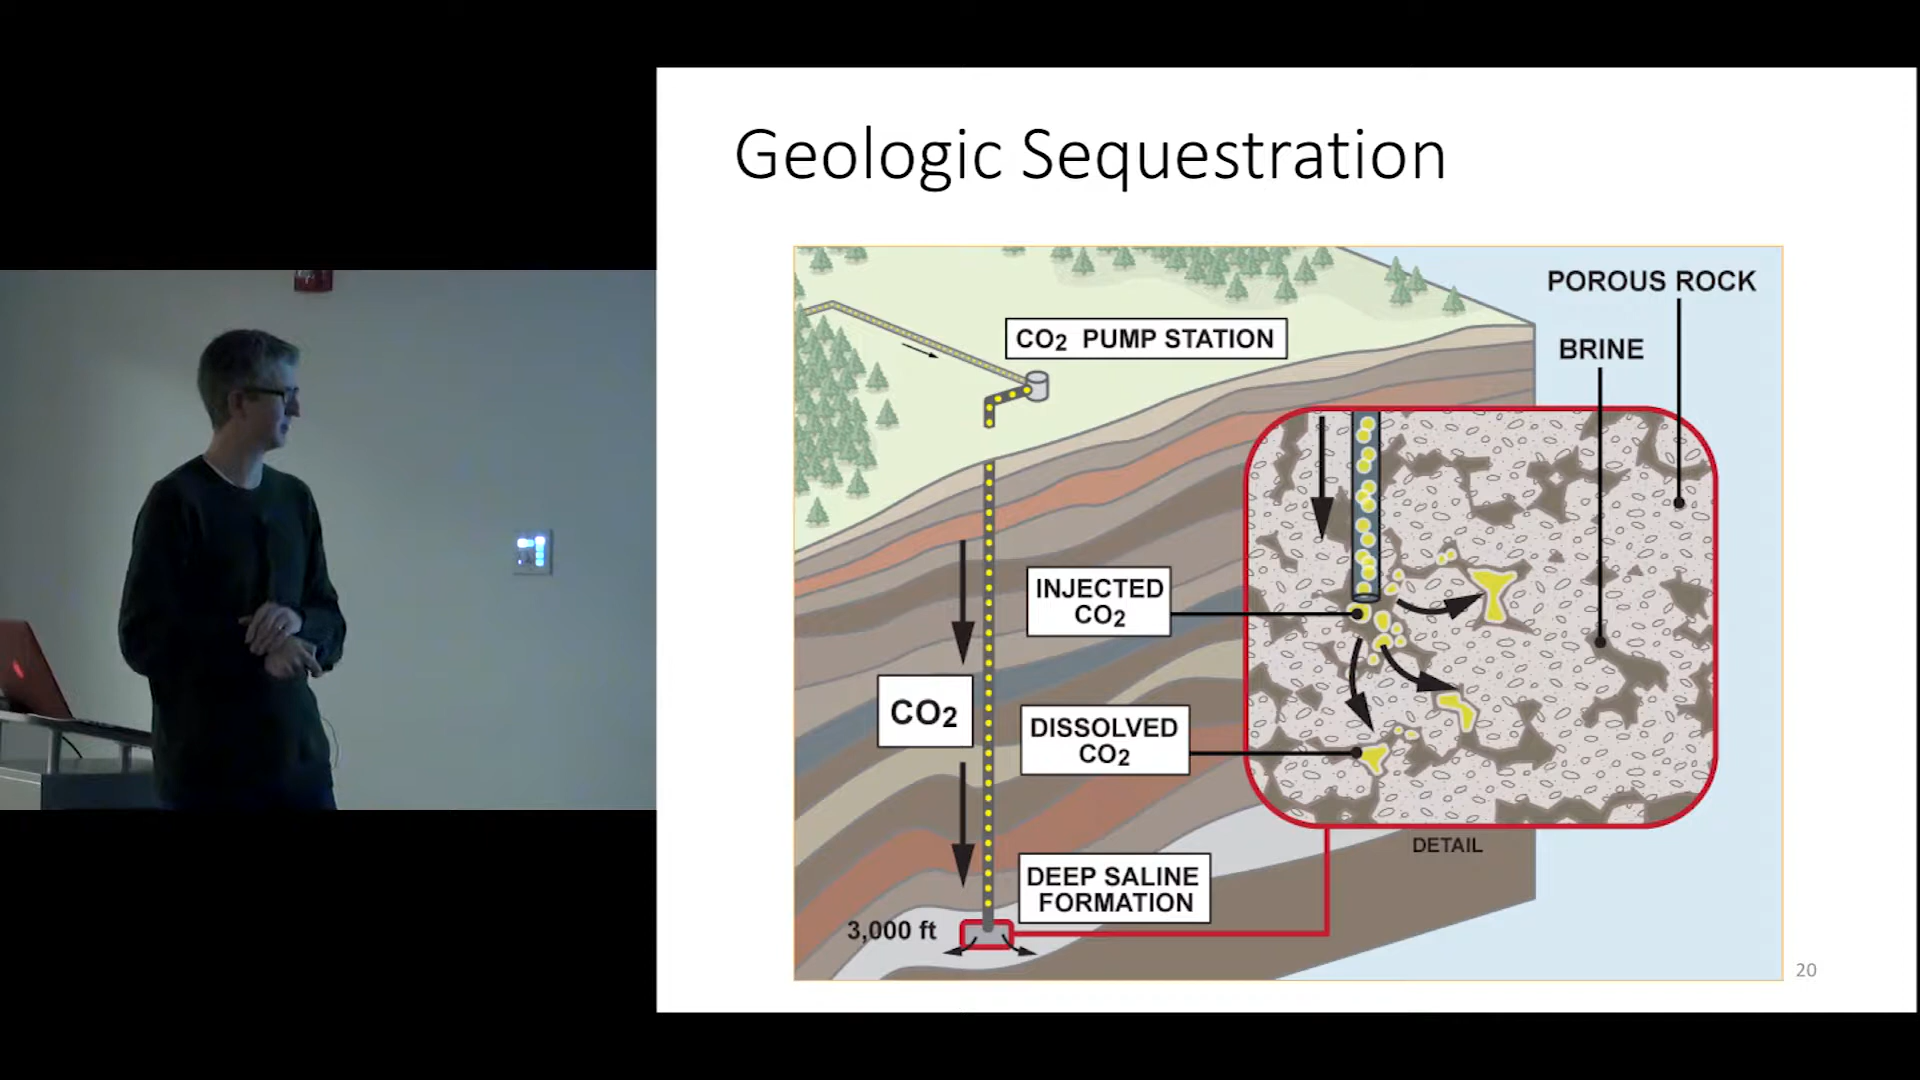 Geologic Sequestration
POROUS ROCK
BRINE
CO2 PUMP STATION
INJECTED
CO2
CO2
DISSOLVED
CO2
DETAIL
DEEP SALINE
FORMATION
3,000 ft
20